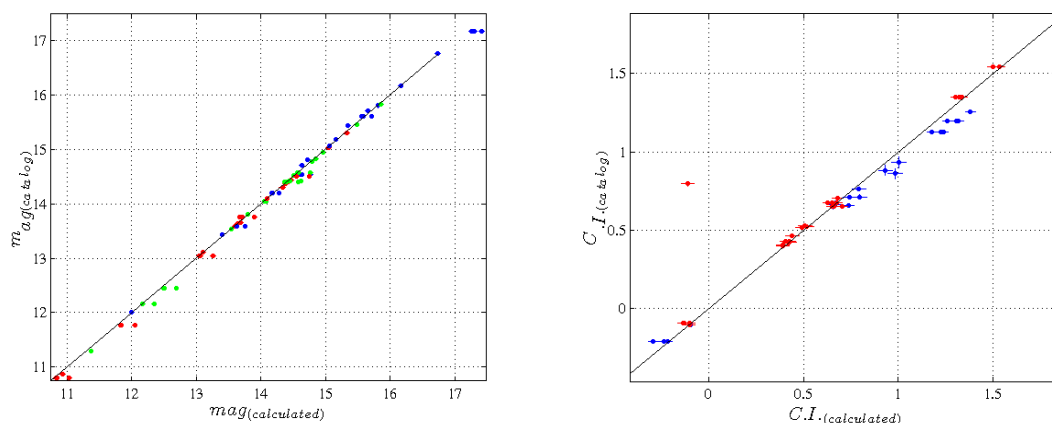 17
16
15
14
13
12
11
11 12 13 14 15 16 17
mag(catalog)
mag(calculated)
1.5
1
0.5
0
0 0.5 1 1.5
C.I.(catalog)
C.I.(calculated)